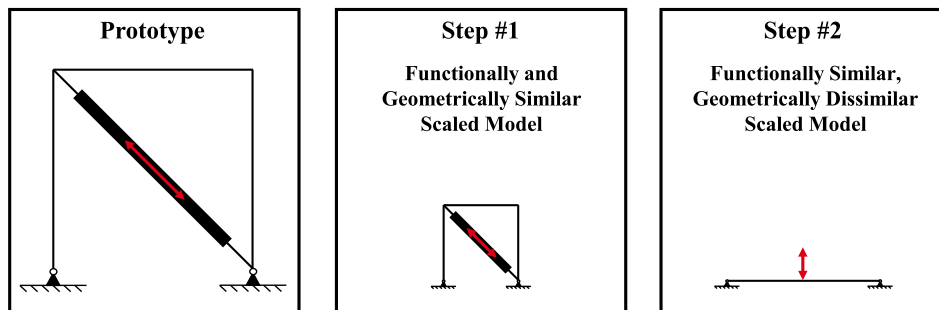 Prototype
Step #1
Functionally and
Geometrically Similar
Scaled Model
Step #2
Functionally Similar,
Geometrically Dissimilar
Scaled Model